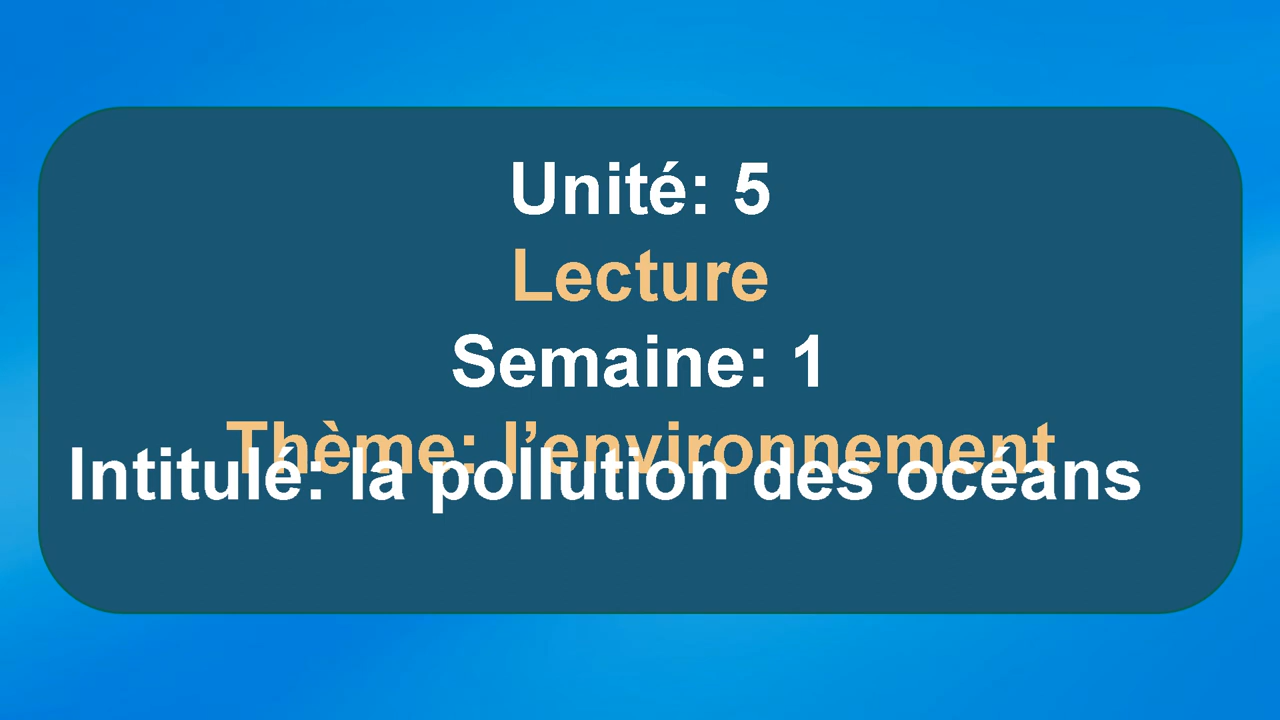 Unité: 5
Lecture
Semaine: 1
Thème: l’environnement
Intitulé: la pollution des océans